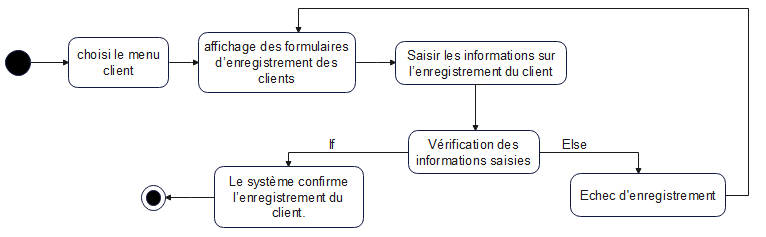 choisi le menu
client
affichage des formulaires
d'enregistrement des
clients
Saisir les informations sur
l'enregistrement du client
If
Vérification des
informations saisies
Else
Le système confirme
l'enregistrement du
client.
Echec d'enregistrement